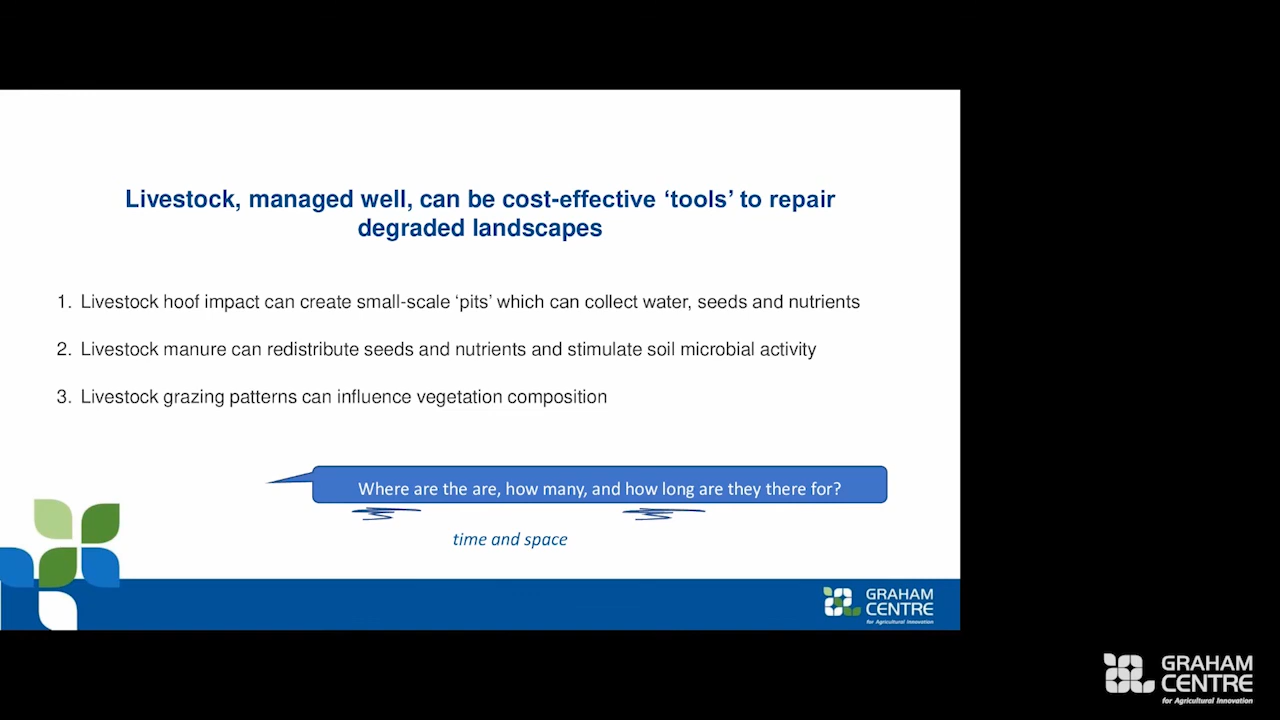 Livestock, managed well, can be cost-effective ‘tools’ to repair
degraded landscapes
1. Livestock hoof impact can create small-scale ‘pits’ which can collect water, seeds and nutrients
2. Livestock manure can redistribute seeds and nutrients and stimulate soil microbial activity
3. Livestock grazing patterns can influence vegetation composition
Where are the are, how many, and how long are they there for?
time and space
GRAHAM
CENTRE
for Agricultural Innovation
GRAHAM
CENTRE
for Agricultural Innovation